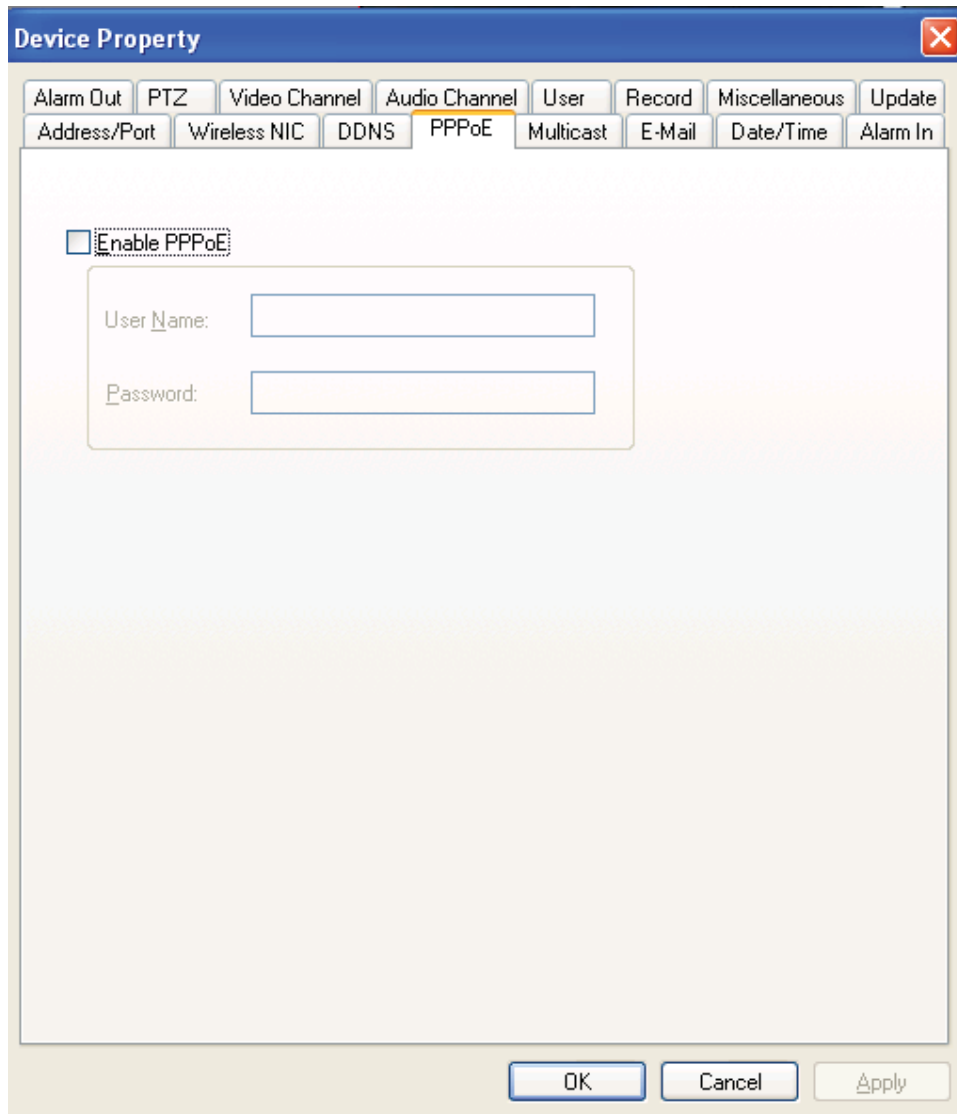 Device Property
Alarm Out PTZ Video Channel Audio Channel User Record Miscellaneous Update
Address/Port Wireless NIC DDNS PPPoE Multicast E-Mail Date/Time Alarm In
Enable PPPoE
User Name:
Password:
OK Cancel Apply